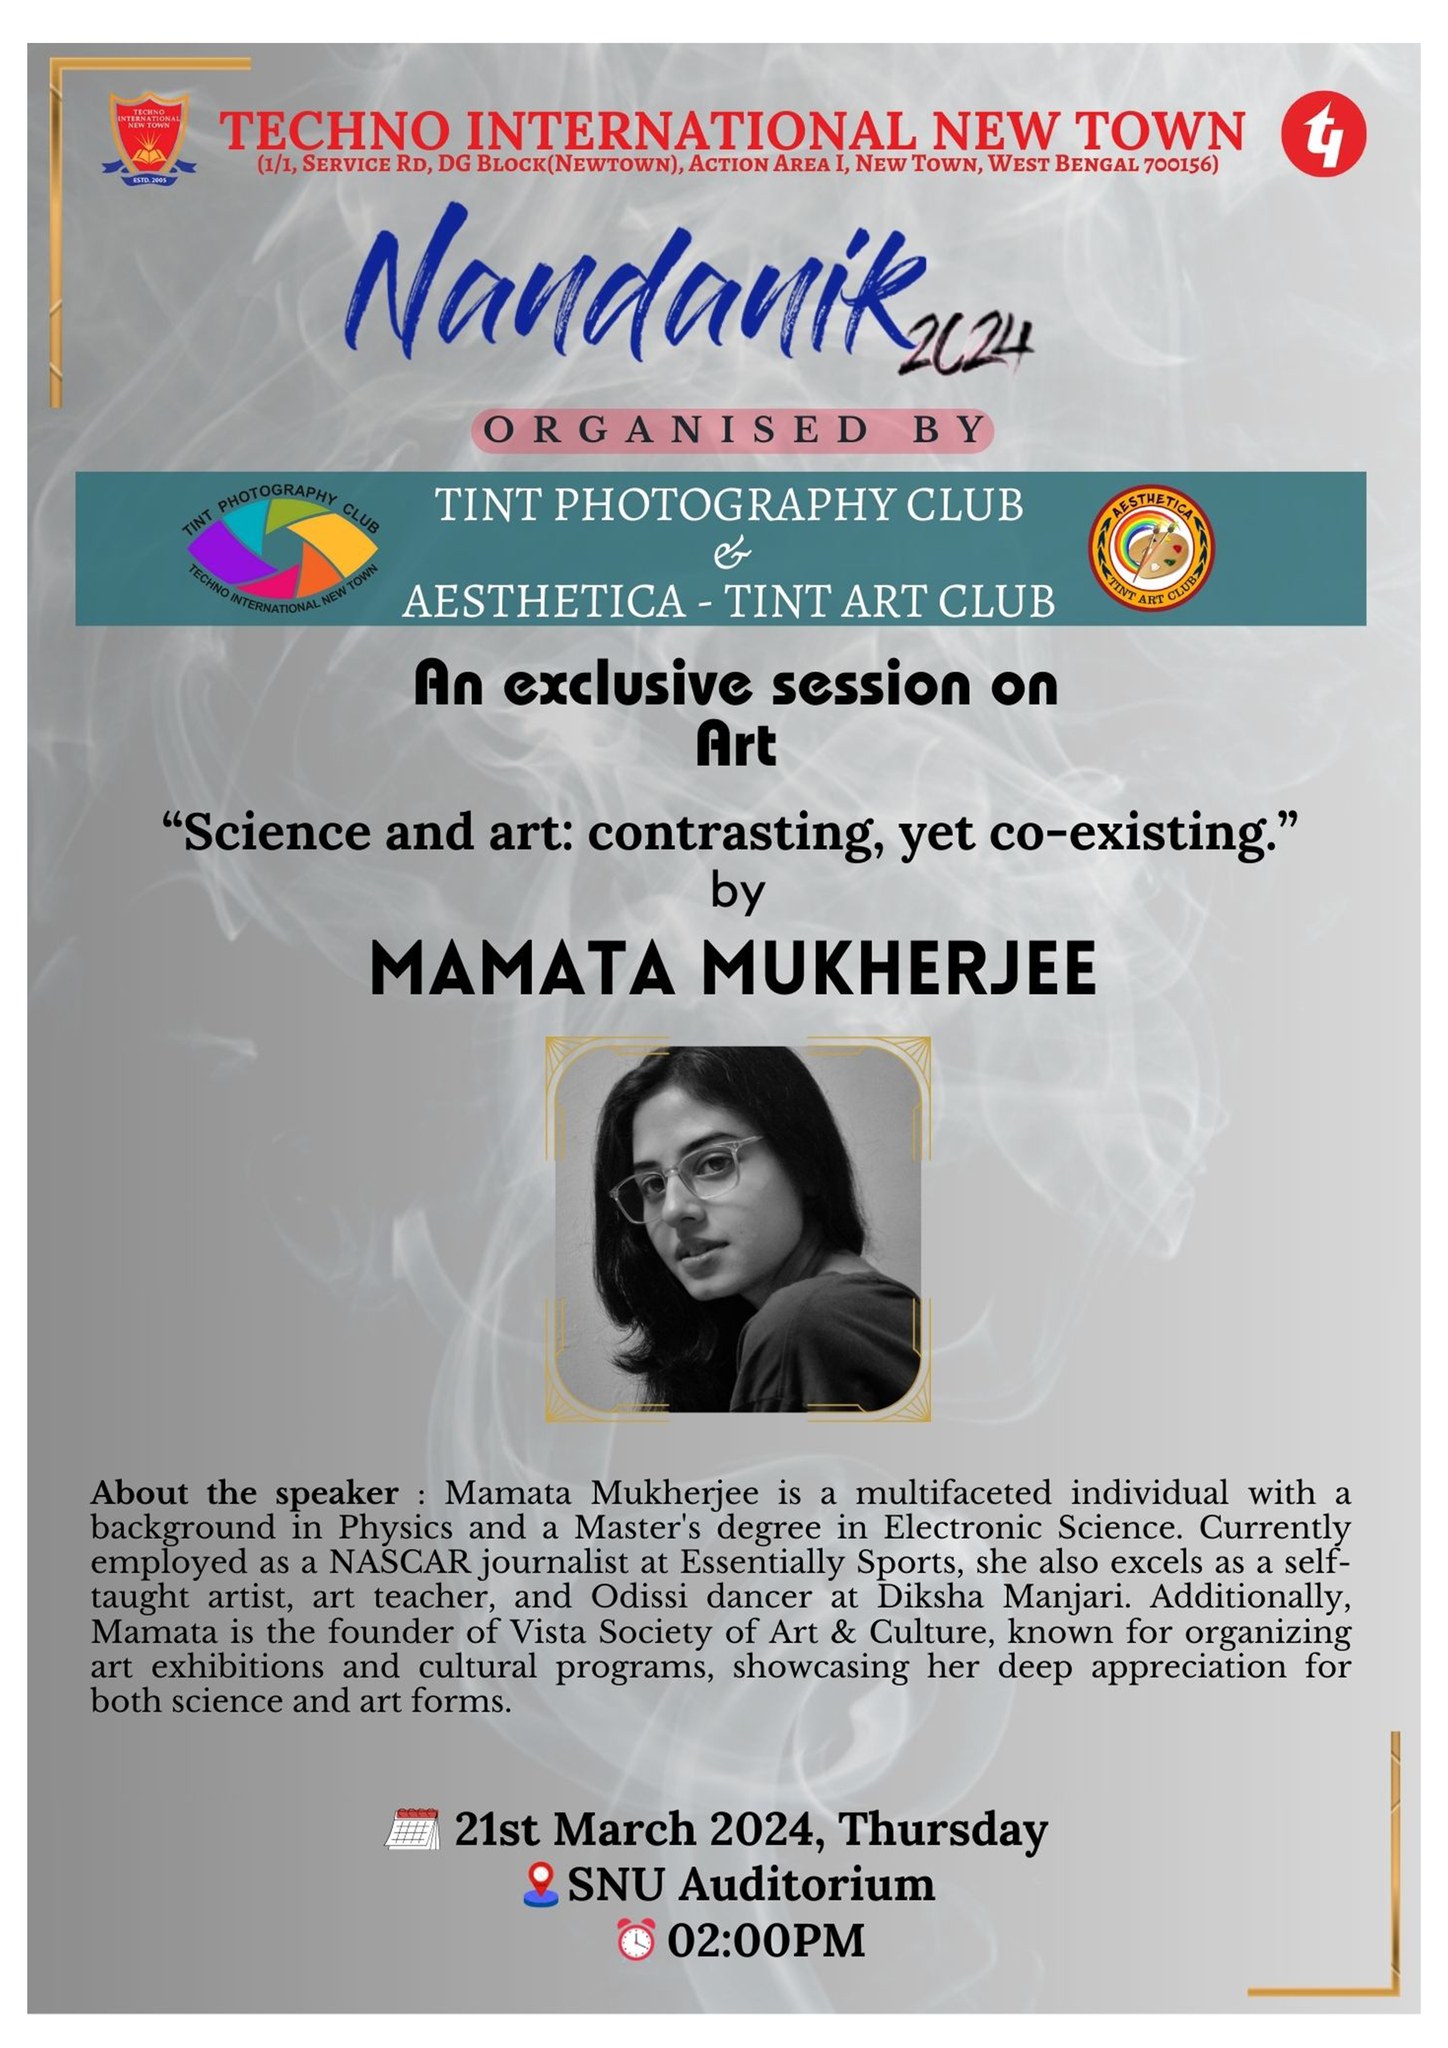 TECHNO
INTERNATIONAL
NEW TOWN
ESTD. 2005
TECHNO INTERNATIONAL NEW TOWN
(1/1, Service Rd, DG Block(Newtown), Action Area I, New Town, West Bengal 700156)
Nandanik
2024
ORGANISED BY
TINT PHOTOGRAPHY CLUB
TECHNO INTERNATIONAL NEW TOWN
TINT PHOTOGRAPHY CLUB
&
AESTHETICA - TINT ART CLUB
AESTHETICA
TINT ART CLUB
An exclusive session on
Art
“Science and art: contrasting, yet co-existing.”
by
MAMATA MUKHERJEE
About the speaker : Mamata Mukherjee is a multifaceted individual with a
background in Physics and a Master's degree in Electronic Science. Currently
employed as a NASCAR journalist at Essentially Sports, she also excels as a self-
taught artist, art teacher, and Odissi dancer at Diksha Manjari. Additionally,
Mamata is the founder of Vista Society of Art & Culture, known for organizing
art exhibitions and cultural programs, showcasing her deep appreciation for
both science and art forms.
21st March 2024, Thursday
SNU Auditorium
02:00PM